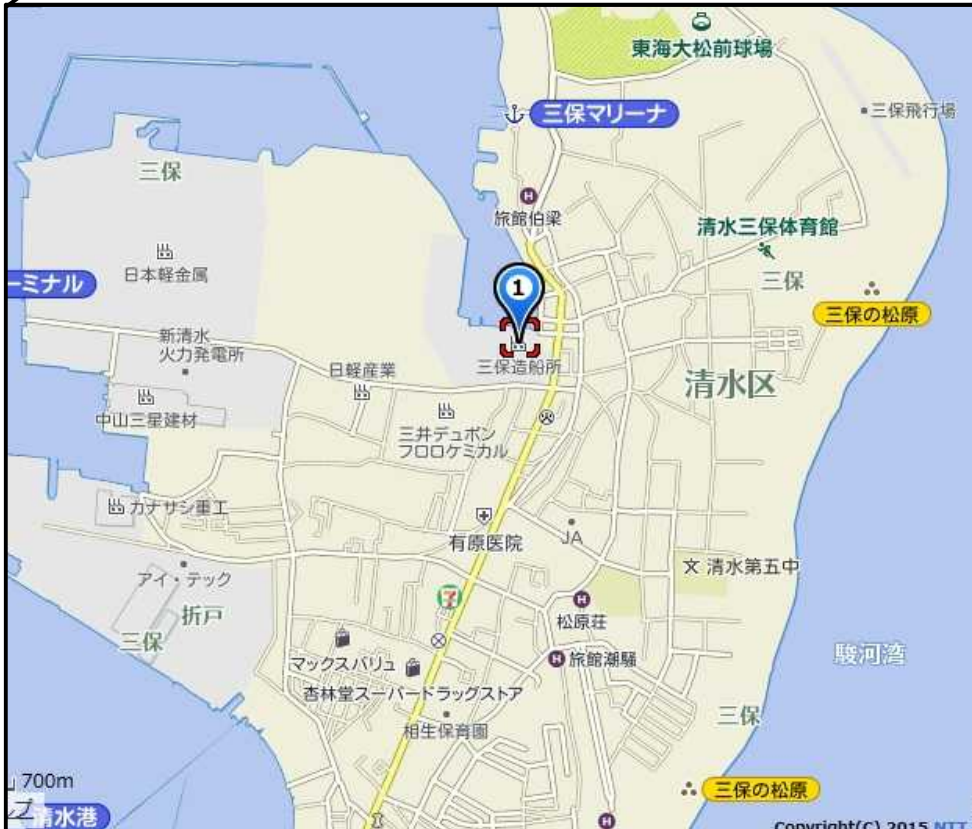 東海大松前球場
三保マリーナ
三保飛行場
三保
旅館伯梁
清水三保体育館
日本軽金属
ーミナル
三保
1
三保の松原
新清水
火力発電所
三保造船所
日軽産業
清水区
中山三星建材
三井デュポン
フロロケミカル
カナサシ重工
有原医院
JA
文 清水第五中
アイ・テック
7
折戸
松原荘
三保
駿河湾
マックスバリュ
旅館潮騒
杏林堂スーパードラッグストア
三保
相生保育園
700m
三保の松原
プ
清水港
Copyright(C) 2015 NTT